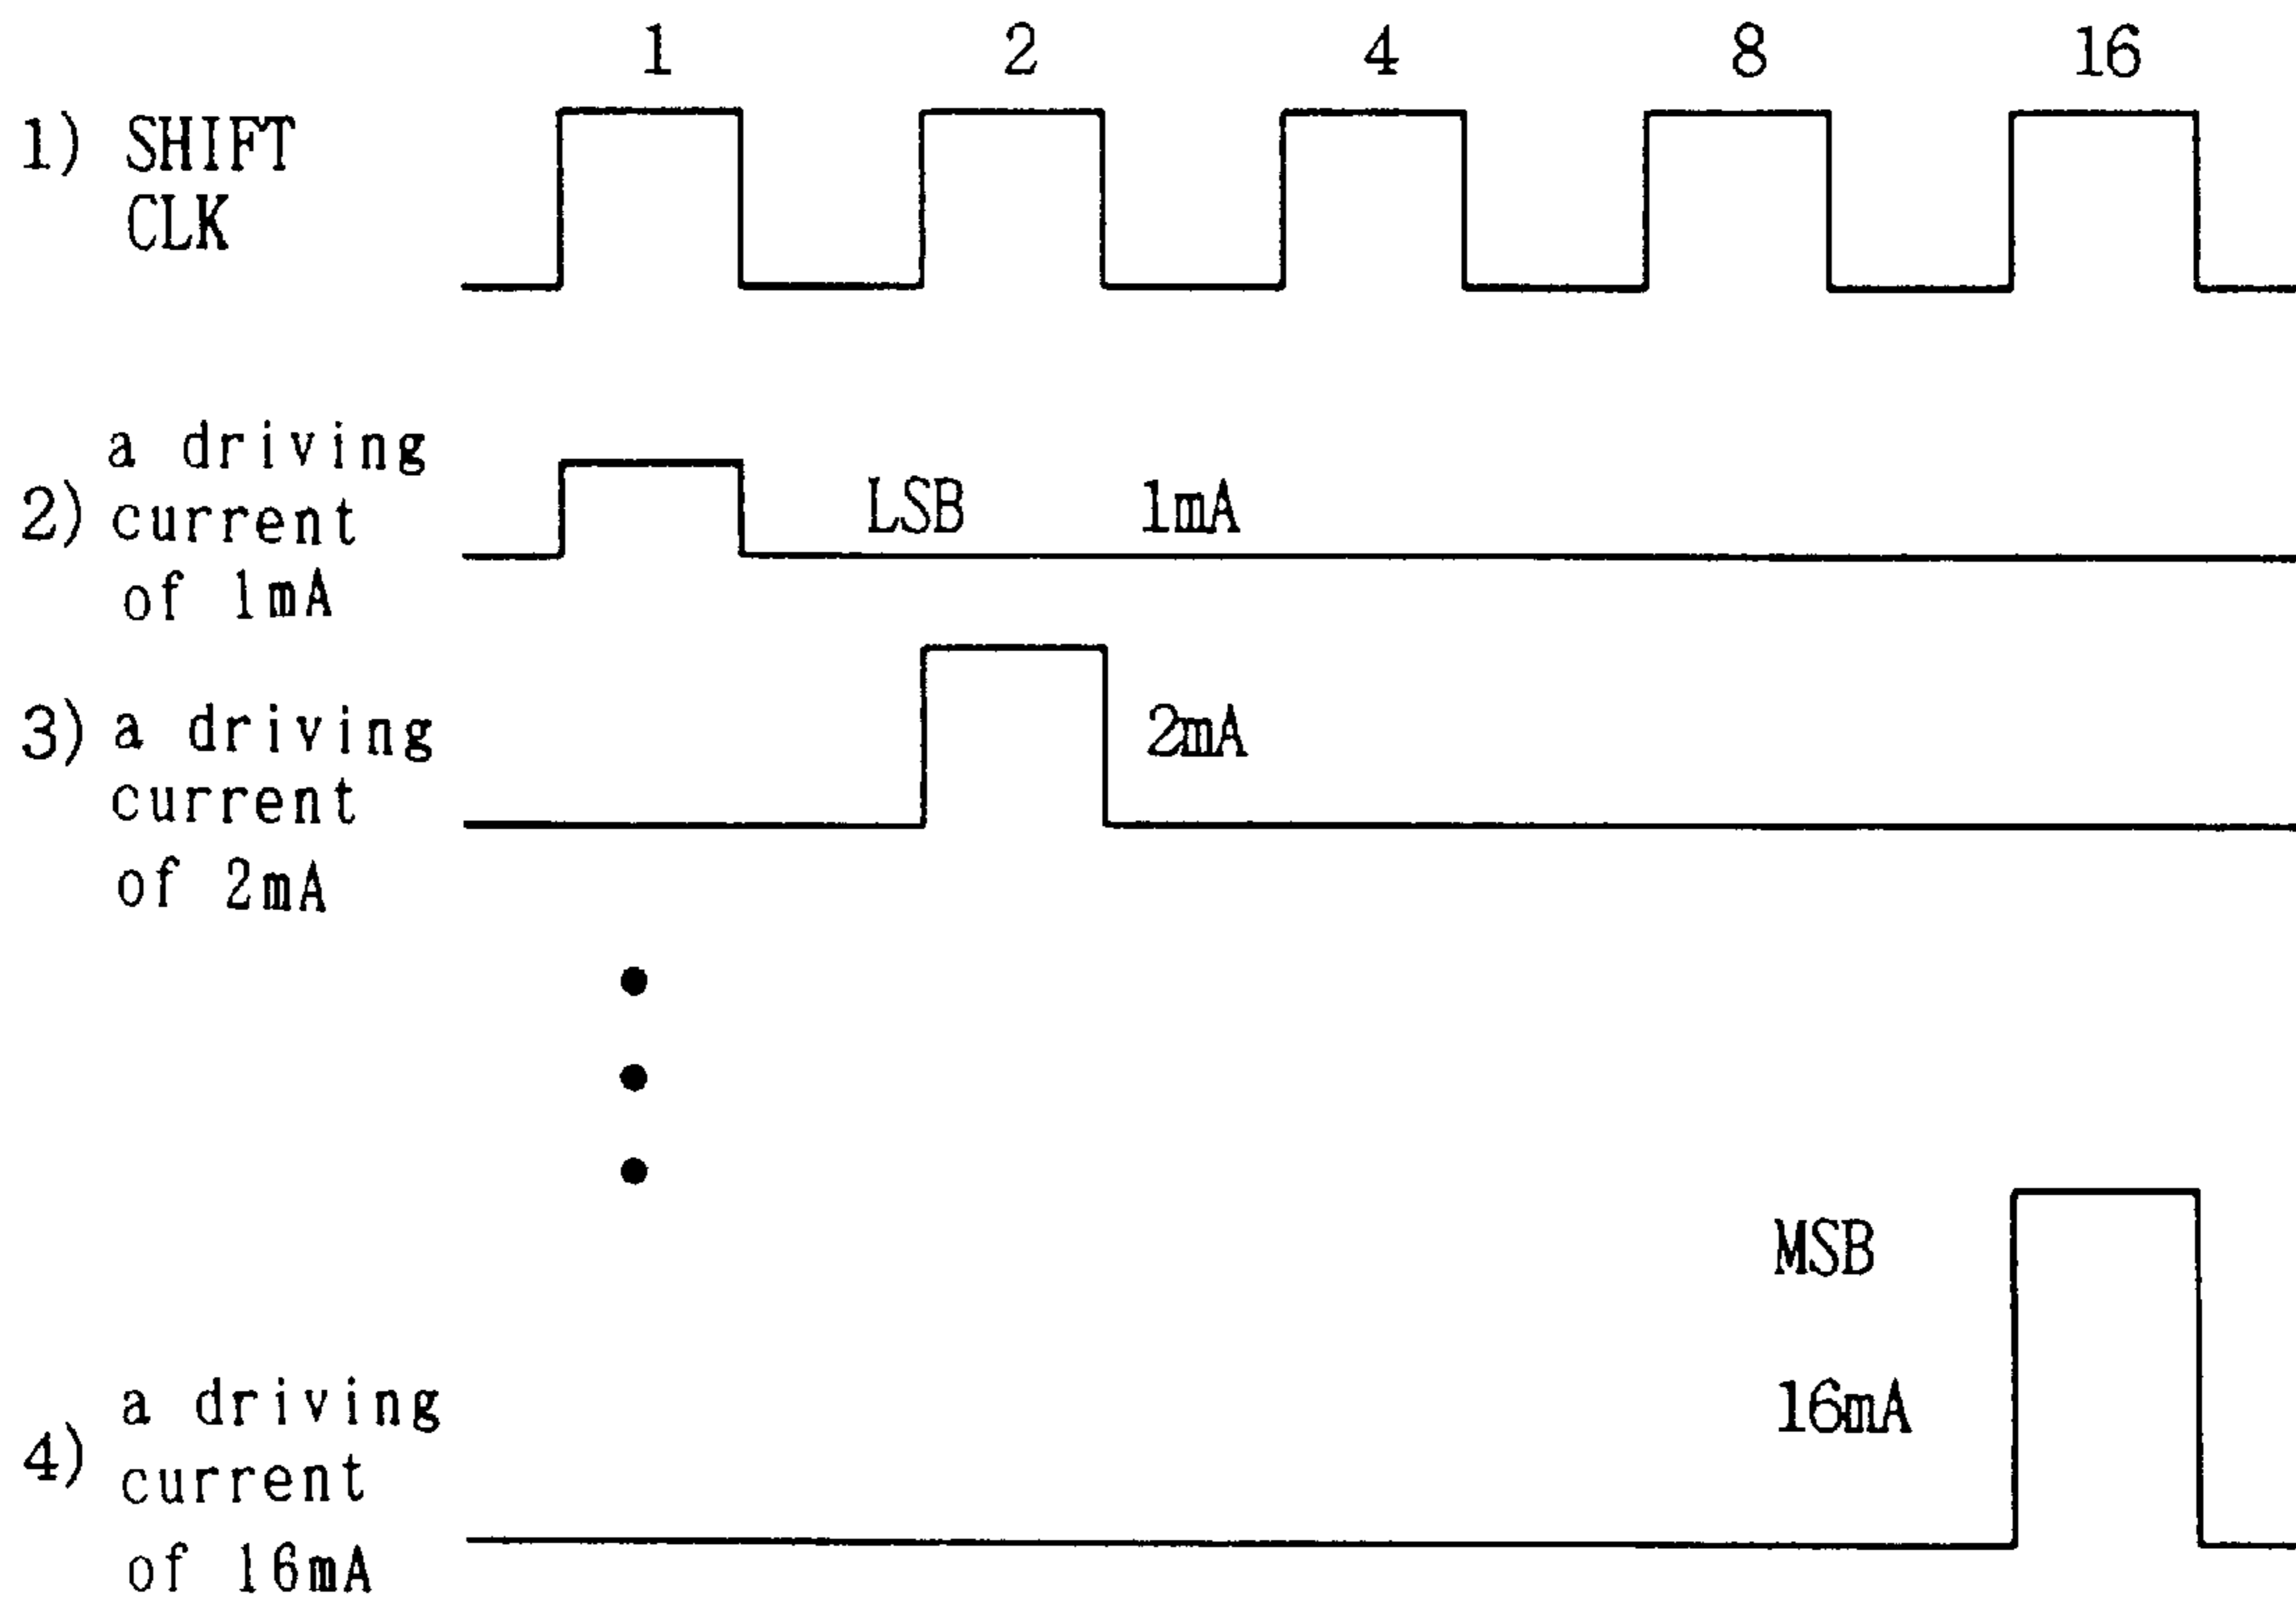 1 2 4 8 16
1) SHIFT
CLK
a driving
2) current LSB 1mA
of 1mA
3) a driving 2mA
current
of 2mA
MSB
a driving 16mA
4) current
of 16mA